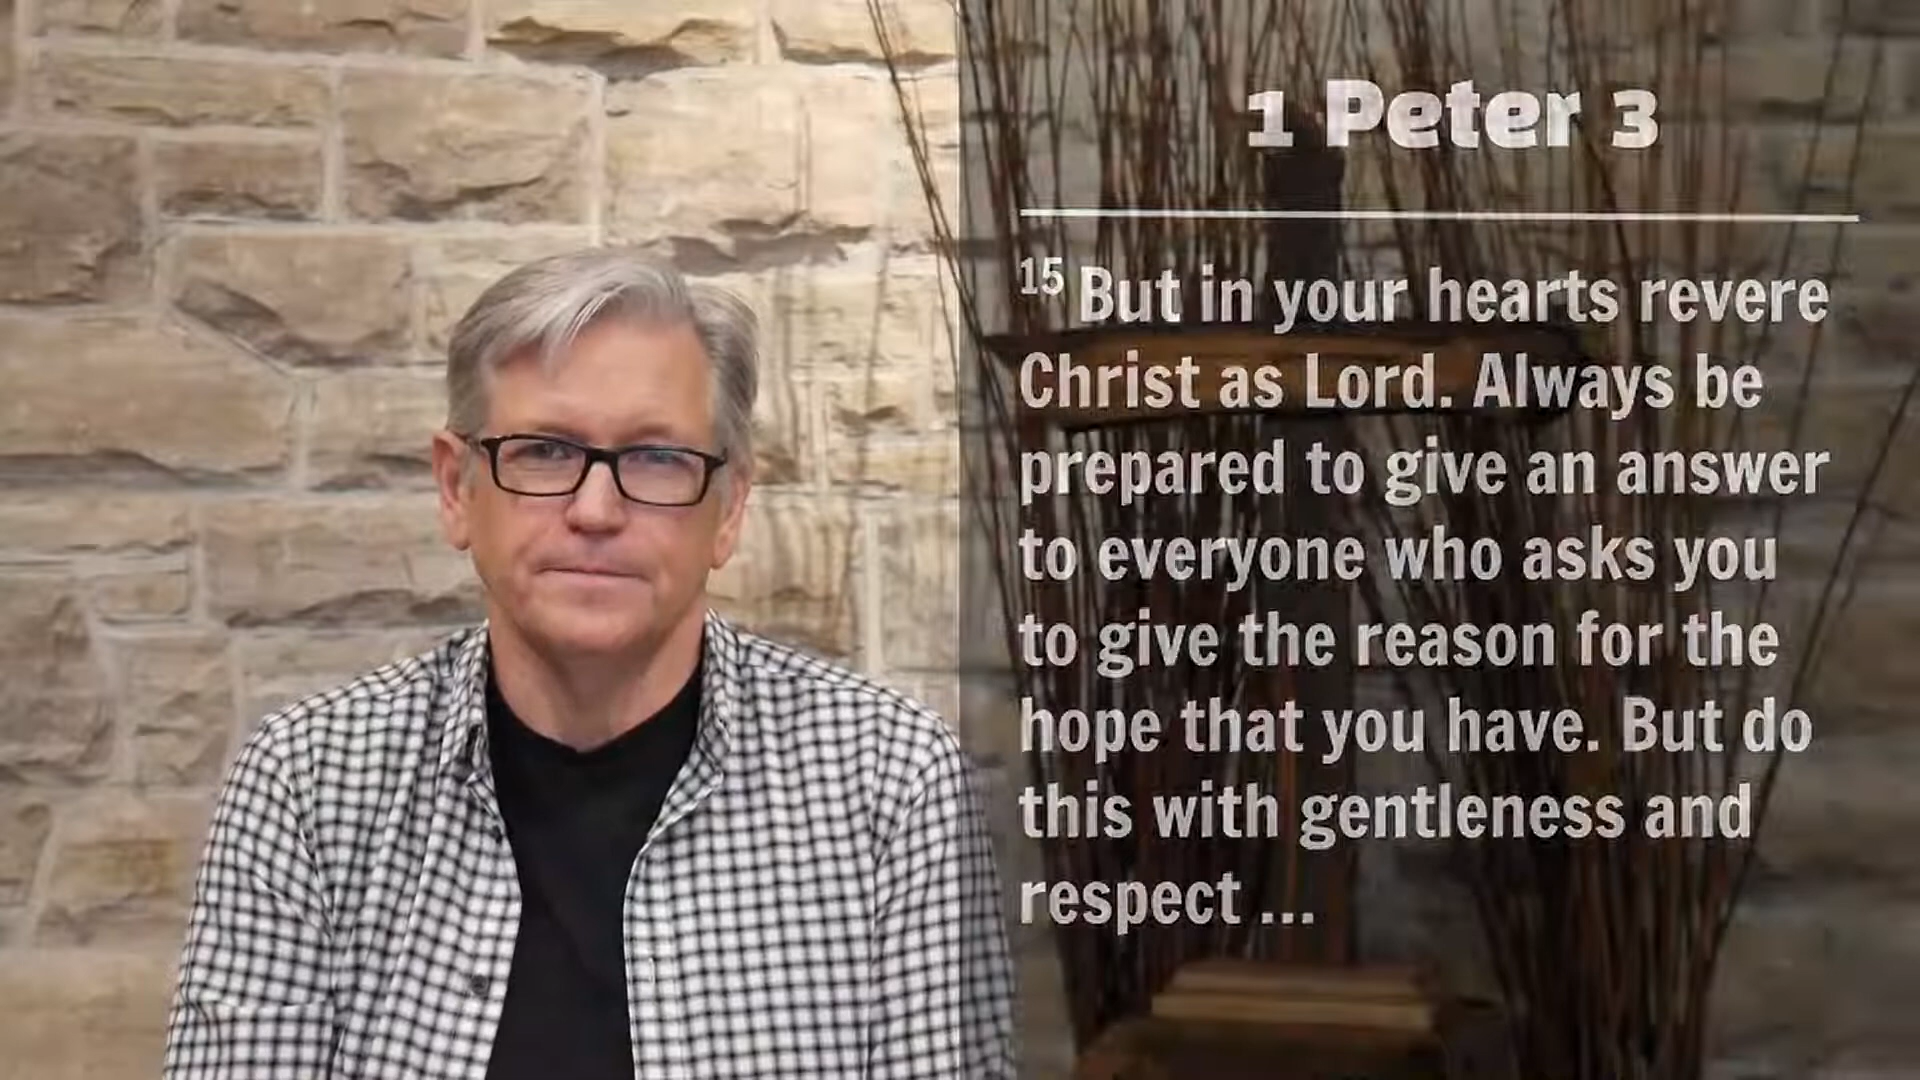 1 Peter 3
15 But in your hearts revere
Christ as Lord. Always be
prepared to give an answer
to everyone who asks you
to give the reason for the
hope that you have. But do
this with gentleness and
respect ...